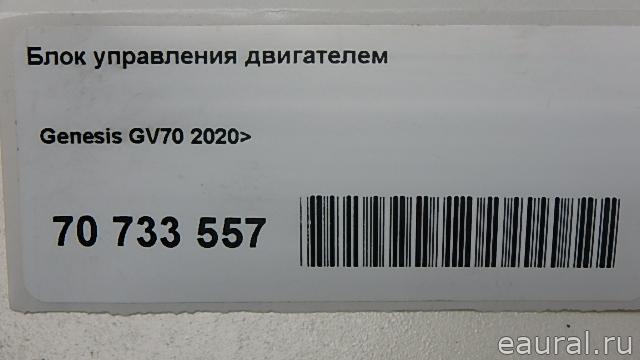 Блок управления двигателем
Genesis GV70 2020>
70 733 557
eaural.ru